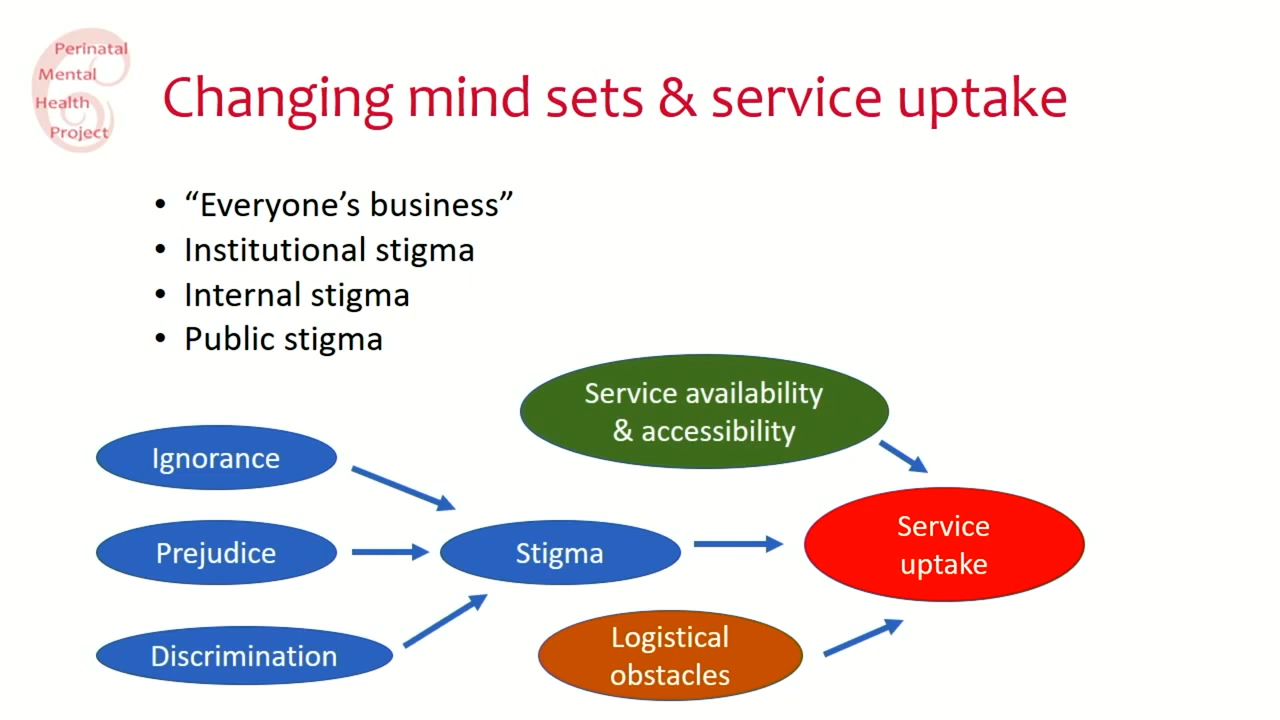 Perinatal
Mental
Health
Project
Changing mind sets & service uptake
• “Everyone’s business”
• Institutional stigma
• Internal stigma
• Public stigma
Service availability
& accessibility
Ignorance
Prejudice
Stigma
Service
uptake
Discrimination
Logistical
obstacles